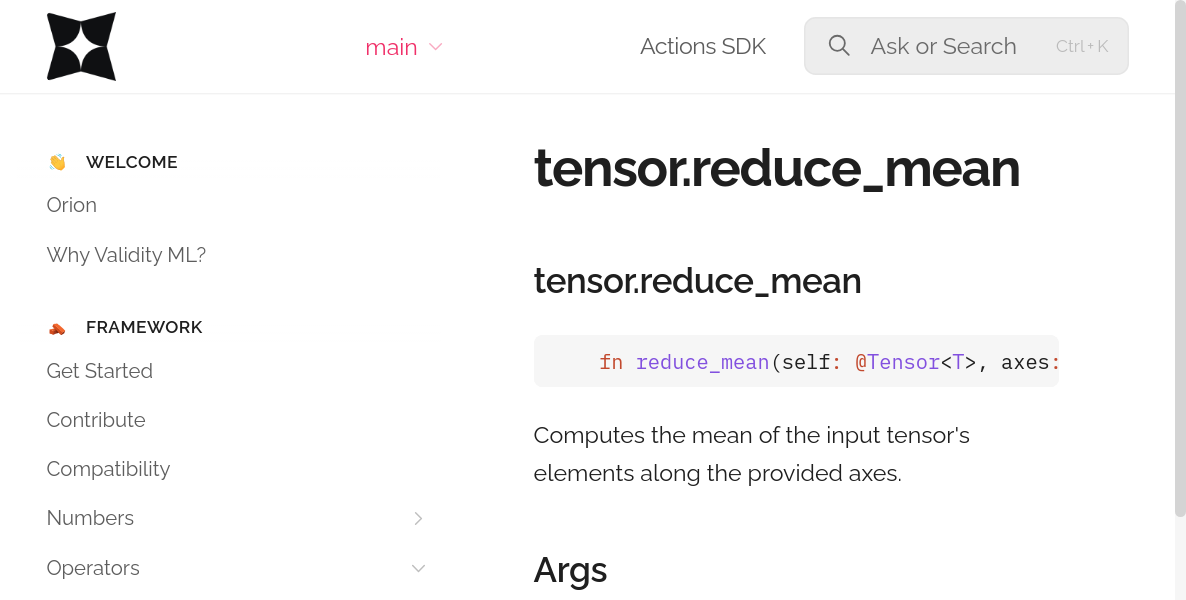 main
Actions SDK
Ask or Search
Ctrl+K
WELCOME
Orion
Why Validity ML?
FRAMEWORK
Get Started
Contribute
Compatibility
Numbers
Operators
tensor.reduce_mean
tensor.reduce_mean
fn reduce_mean(self: @Tensor<T>, axes:
Computes the mean of the input tensor's
elements along the provided axes.
Args